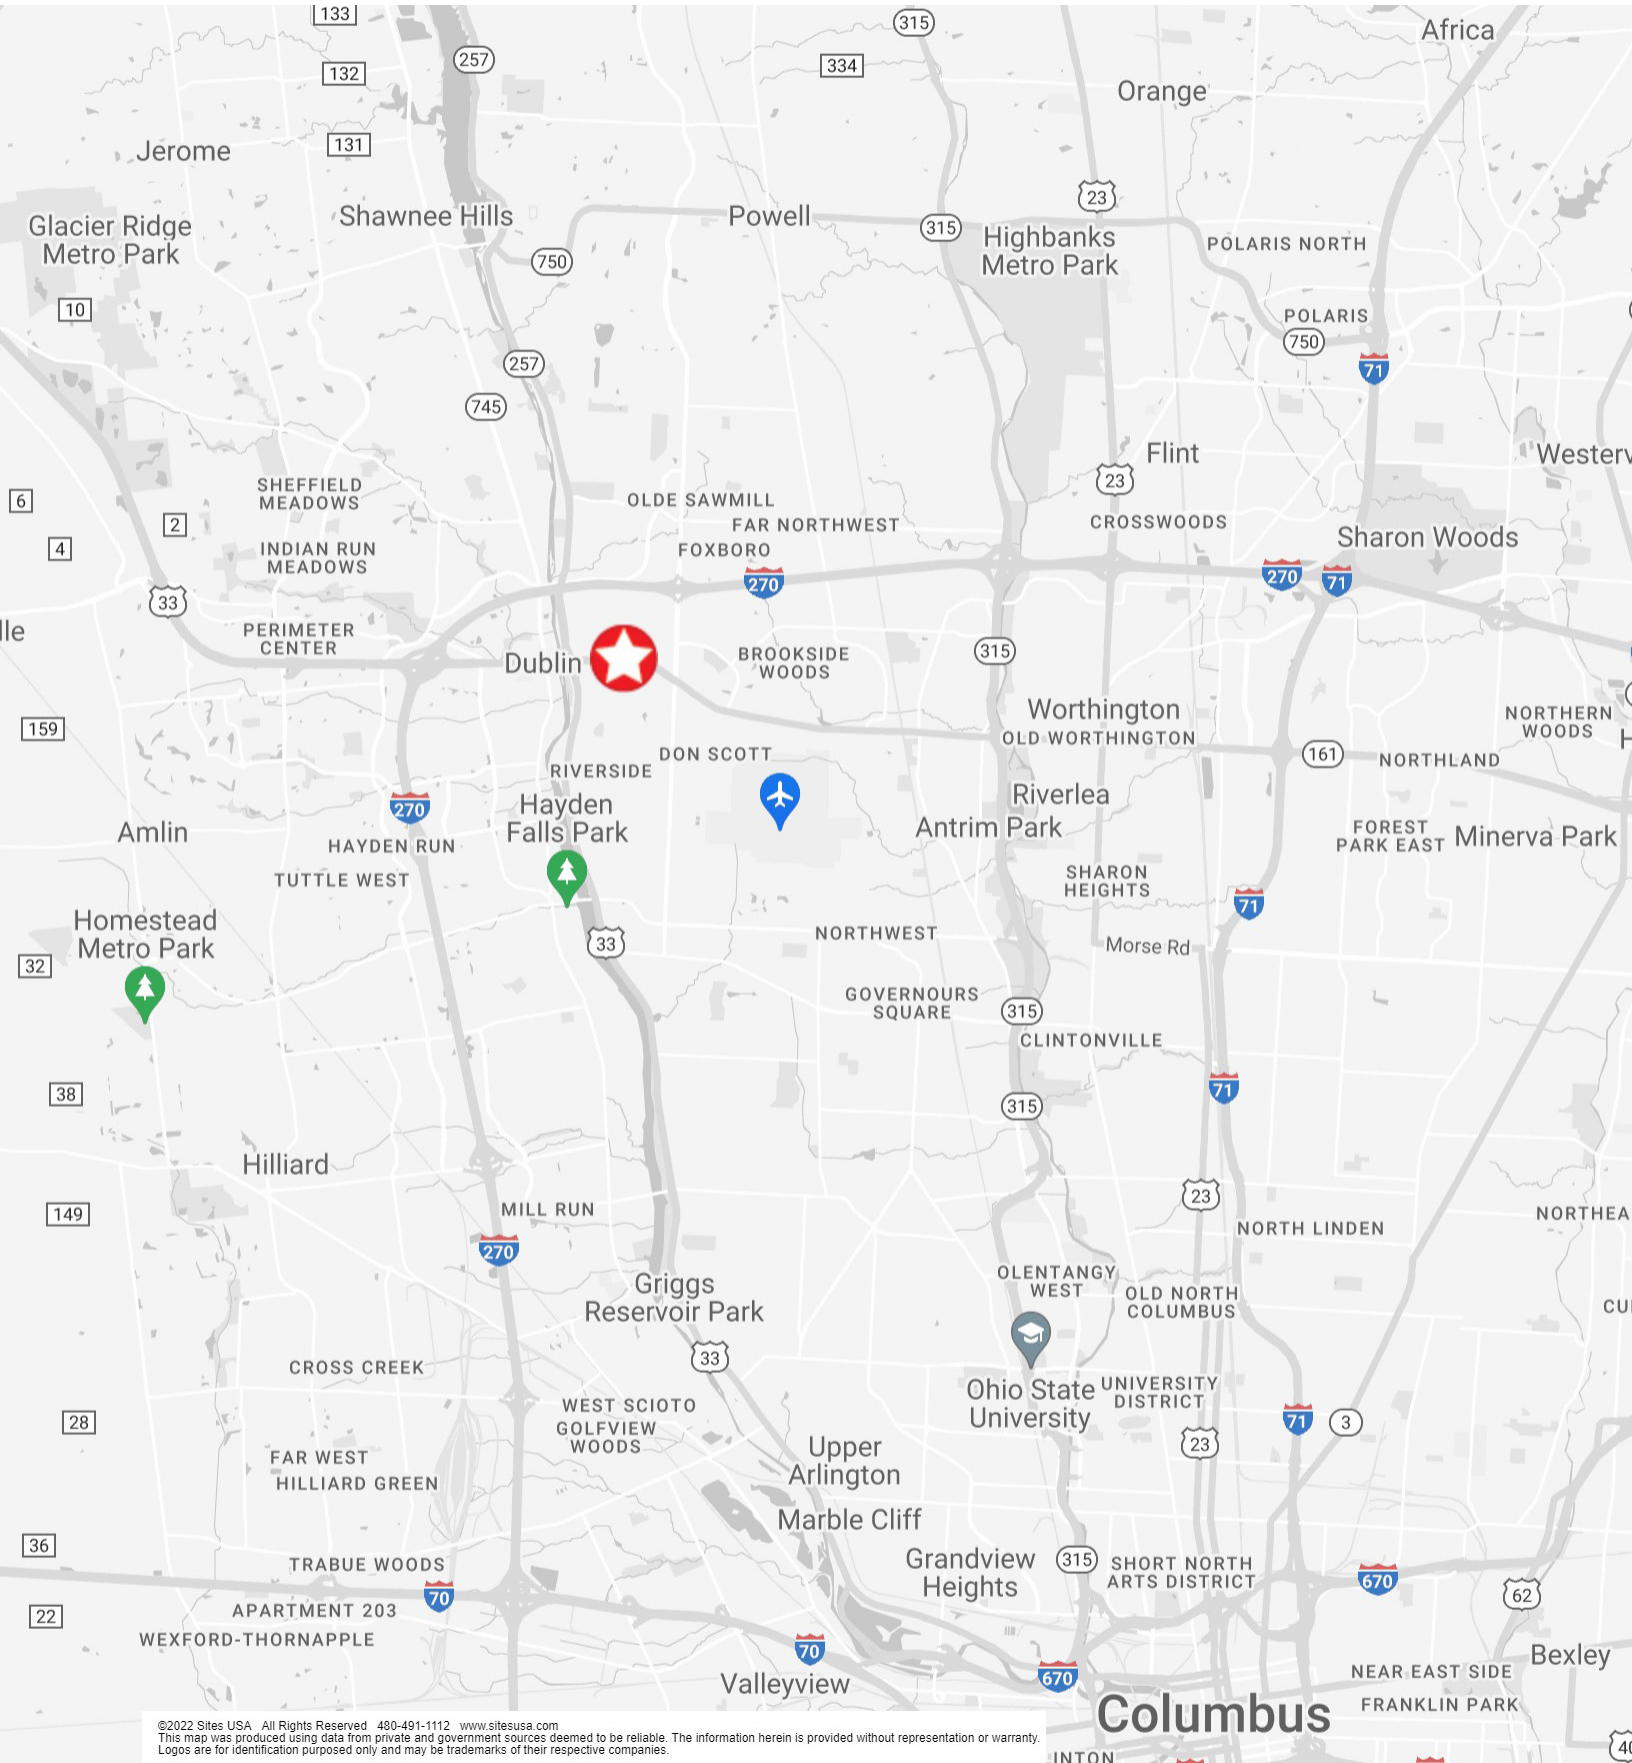 133
315
Africa
257
334
132
Orange
131
Jerome
23
Shawnee Hills
Powell
315
Glacier Ridge
Metro Park
Highbanks
Metro Park
POLARIS NORTH
750
10
POLARIS
750
257
71
745
Flint
Westerv
23
SHEFFIELD
MEADOWS
6
OLDE SAWMILL
2
FAR NORTHWEST
CROSSWOODS
Sharon Woods
4
INDIAN RUN
MEADOWS
FOXBORO
270
270
71
33
lle
PERIMETER
CENTER
Dublin
BROOKSIDE
WOODS
315
159
Worthington
OLD WORTHINGTON
NORTHERN
WOODS
H
161
NORTHLAND
DON SCOTT
RIVERSIDE
270
Hayden
Falls Park
Riverlea
Antrim Park
Amlin
HAYDEN RUN
FOREST
PARK EAST
Minerva Park
TUTTLE WEST
SHARON
HEIGHTS
71
Homestead
Metro Park
33
NORTHWEST
Morse Rd
32
GOVERNOURS
SQUARE
315
CLINTONVILLE
38
71
315
Hilliard
149
MILL RUN
23
NORTH LINDEN
NORTHEA
270
Griggs
Reservoir Park
OLENTANGY
WEST
OLD NORTH
COLUMBUS
CU
33
CROSS CREEK
Ohio State
University
UNIVERSITY
DISTRICT
28
WEST SCIOTO
GOLFVIEW
WOODS
71
3
23
FAR WEST
HILLIARD GREEN
Upper
Arlington
Marble Cliff
36
TRABUE WOODS
Grandview
Heights
315
SHORT NORTH
ARTS DISTRICT
670
70
62
22
APARTMENT 203
WEXFORD-THORNAPPLE
70
Valleyview
670
Bexley
NEAR EAST SIDE
FRANKLIN PARK
Columbus
40
INTON
©2022 Sites USA All Rights Reserved 480-491-1112 www.sitesusa.com
This map was produced using data from private and government sources deemed to be reliable. The information herein is provided without representation or warranty.
Logos are for identification purposed only and may be trademarks of their respective companies.